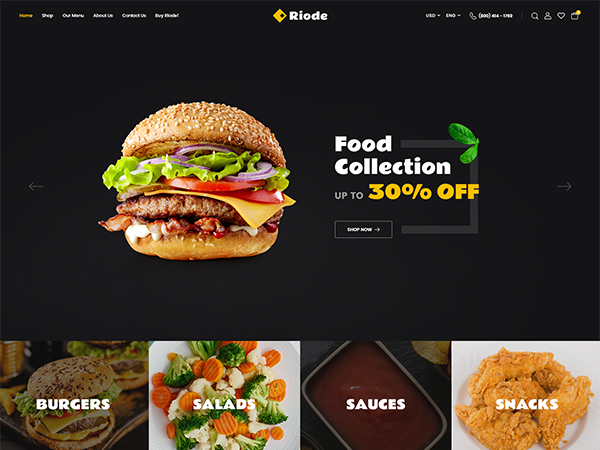 Home Shop Our Menu About Us Contact Us Buy Riode!
Riode
USD ENG (800) 414 - 1769
Food
Collection
UP TO 30% OFF
SHOP NOW
BURGERS
SALADS
SAUCES
SNACKS